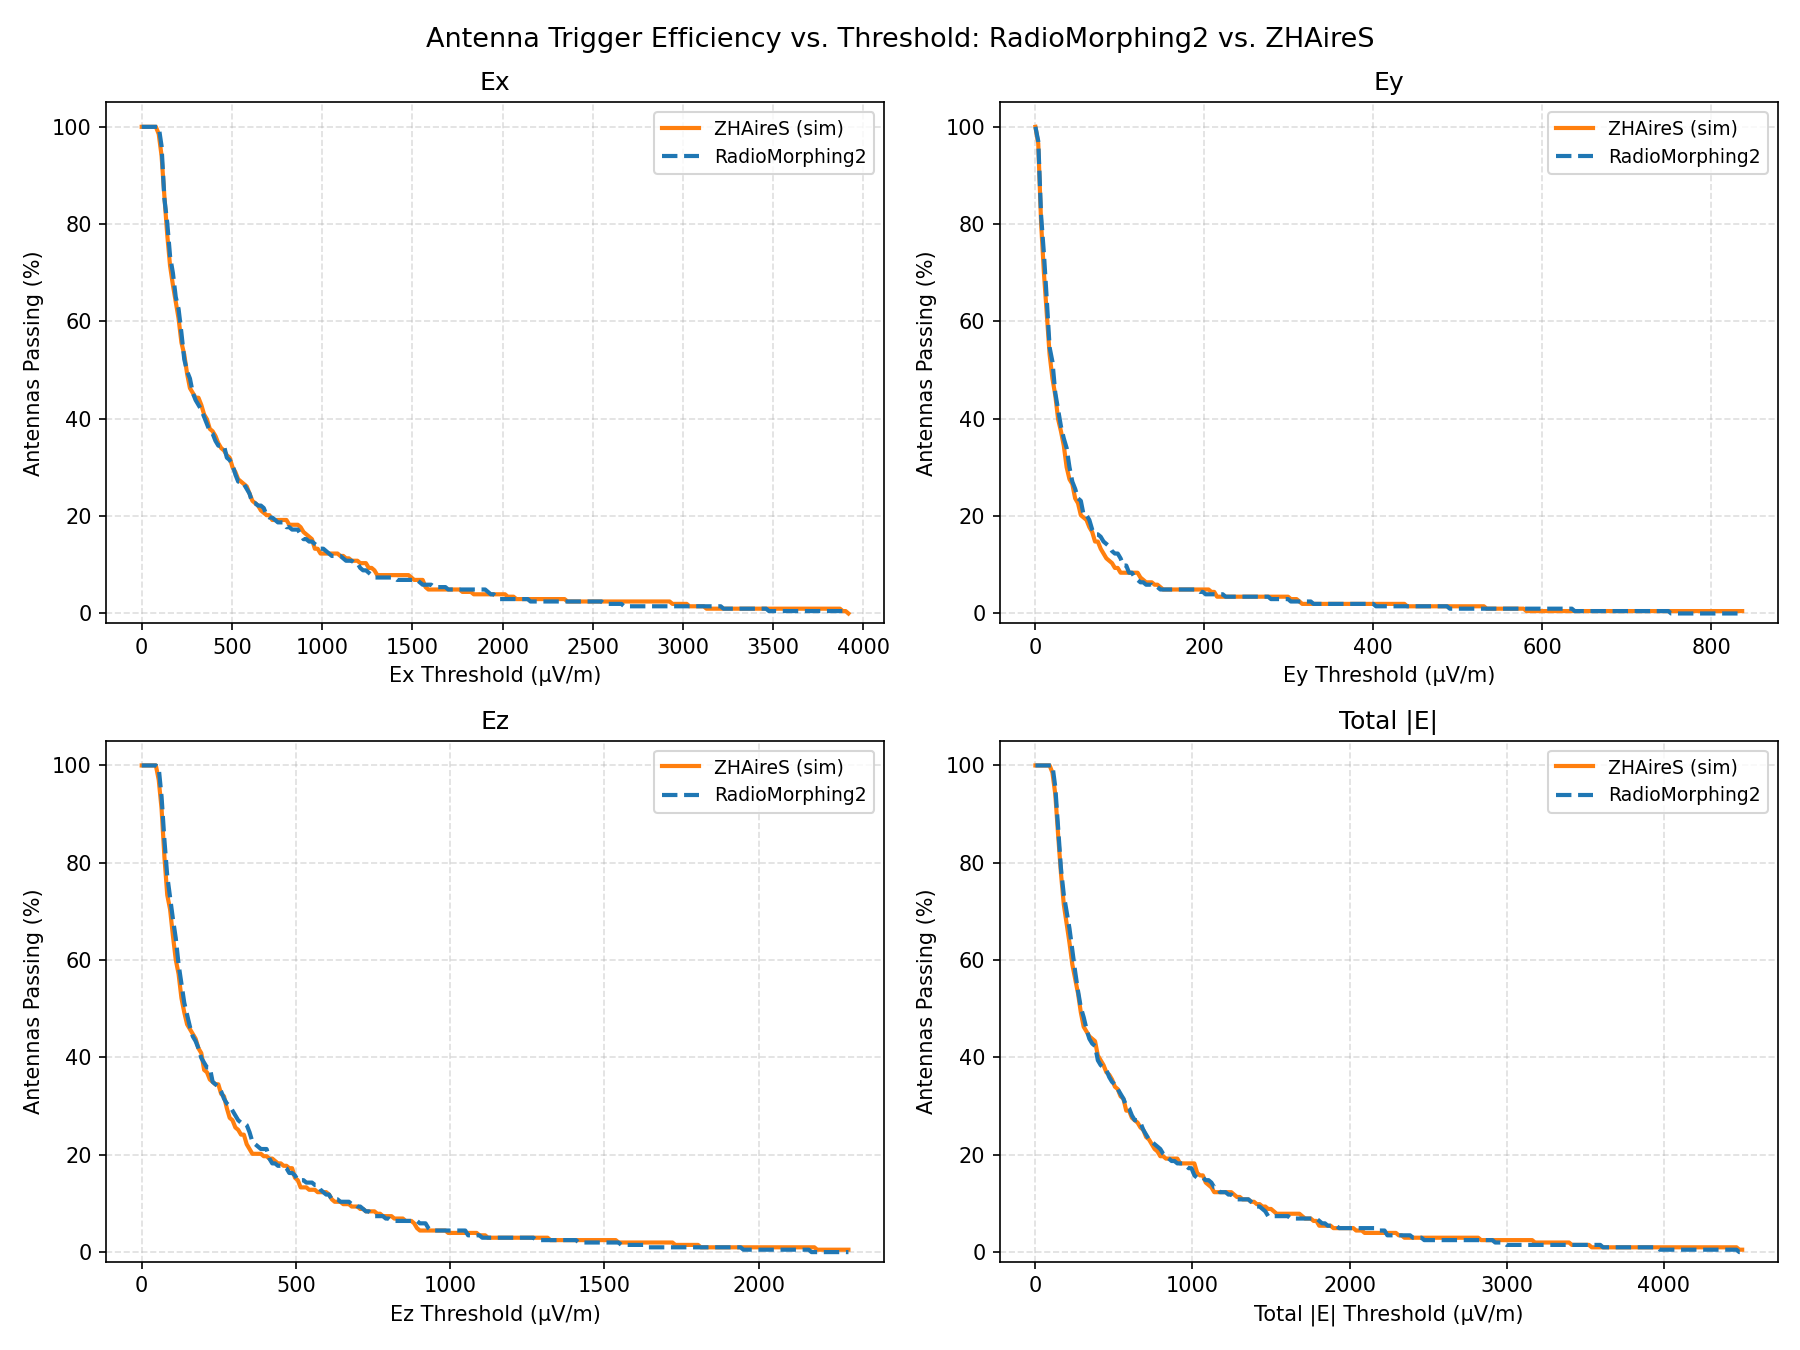 Antenna Trigger Efficiency vs. Threshold: RadioMorphing2 vs. ZHAireS
Ex
ZHAireS (sim)
RadioMorphing2
100
80
60
40
20
0
Antennas Passing (%)
0 500 1000 1500 2000 2500 3000 3500 4000
Ex Threshold (µV/m)
Ey
ZHAireS (sim)
RadioMorphing2
100
80
60
40
20
0
Antennas Passing (%)
0 200 400 600 800
Ey Threshold (µV/m)
Ez
ZHAireS (sim)
RadioMorphing2
100
80
60
40
20
0
Antennas Passing (%)
0 500 1000 1500 2000
Ez Threshold (µV/m)
Total |E|
ZHAireS (sim)
RadioMorphing2
100
80
60
40
20
0
Antennas Passing (%)
0 1000 2000 3000 4000
Total |E| Threshold (µV/m)